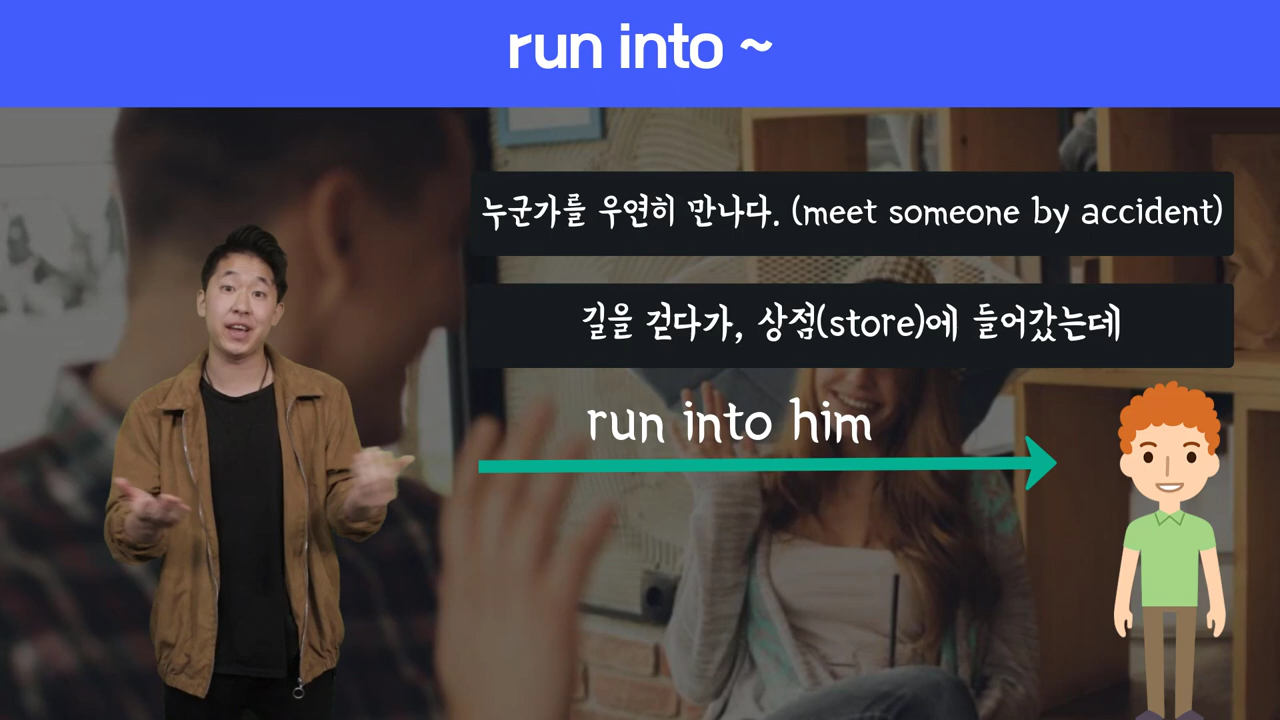 run into ~
누군가를 우연히 만나다. (meet someone by accident)
길을 걷다가, 상점(store)에 들어갔는데
run into him